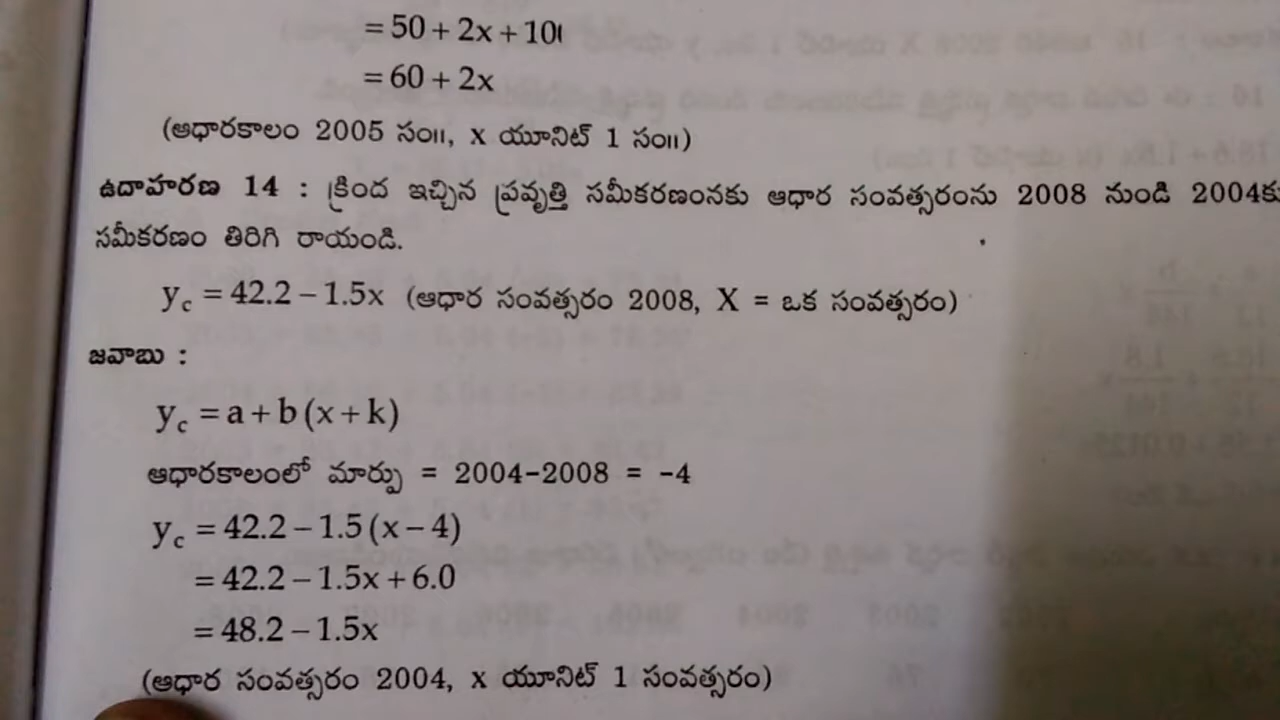 = 50 + 2x + 10
= 60 + 2x
(ఆధారకాలం 2005 సం॥, x యూనిట్ 1 సం॥)
ఉదాహరణ 14 : క్రింద ఇచ్చిన ప్రవృత్తి సమీకరణంనకు ఆధార సంవత్సరంను 2008 నుండి 2004కు
సమీకరణం తిరిగి రాయండి.
y_c = 42.2 – 1.5x (ఆధార సంవత్సరం 2008, X = ఒక సంవత్సరం)
జవాబు :
y_c = a + b (x + k)
ఆధారకాలంలో మార్పు = 2004-2008 = -4
y_c = 42.2 – 1.5 (x – 4)
= 42.2 – 1.5x + 6.0
= 48.2 – 1.5x
(ఆధార సంవత్సరం 2004, x యూనిట్ 1 సంవత్సరం)